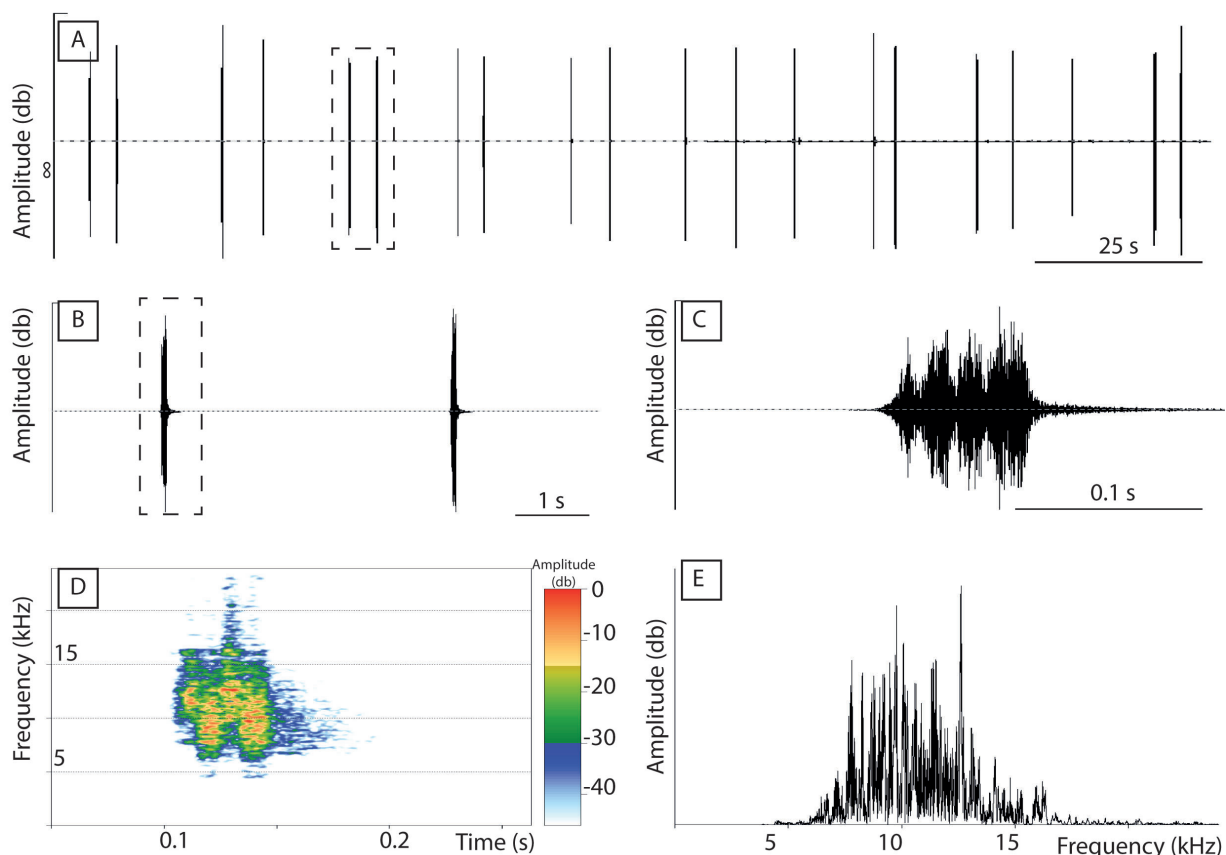 A
Amplitude (db)
∞
25 s
B
Amplitude (db)
1 s
C
Amplitude (db)
0.1 s
D
Frequency (kHz)
15
5
0.1
0.2
Time (s)
Amplitude
(db)
0
-10
-20
-30
-40
E
Amplitude (db)
5
10
15
Frequency (kHz)